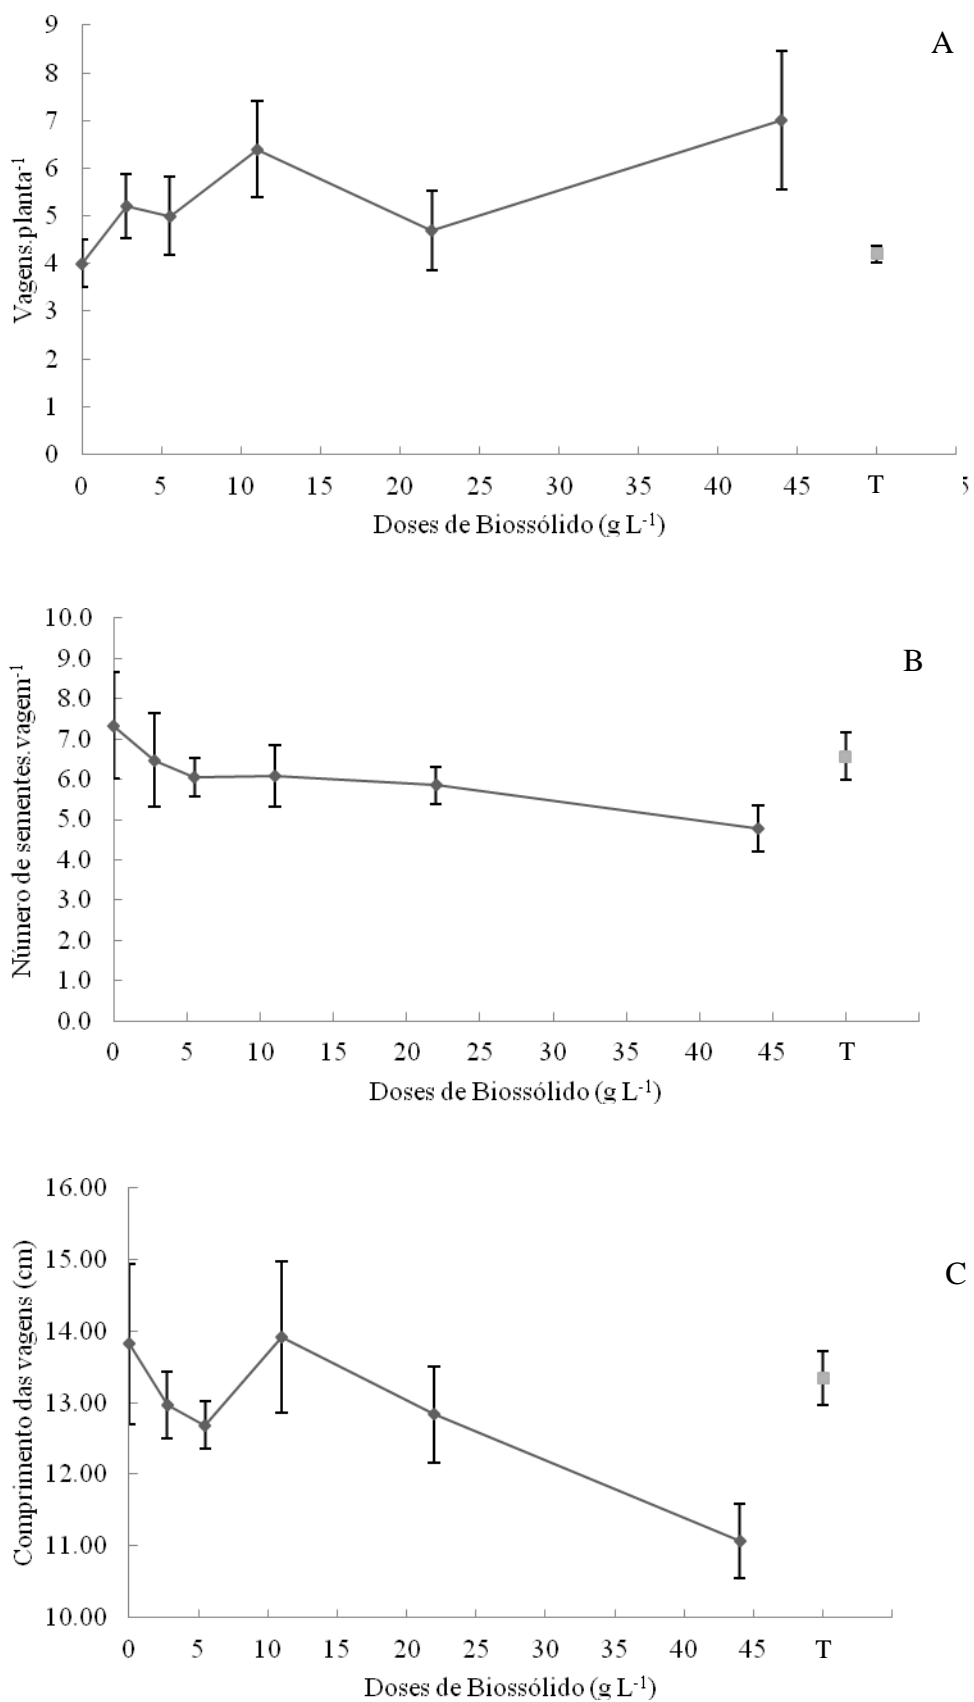 A
9
8
7
6
5
4
3
2
1
0
Vagens.planta-1
0 5 10 15 20 25 30 35 40 45 T 5
Doses de Biossólido (g L-1)
B
10.0
9.0
8.0
7.0
6.0
5.0
4.0
3.0
2.0
1.0
0.0
Número de sementes.vagem-1
0 5 10 15 20 25 30 35 40 45 T
Doses de Biossólido (g L-1)
C
16.00
15.00
14.00
13.00
12.00
11.00
10.00
Comprimento das vagens (cm)
0 5 10 15 20 25 30 35 40 45 T
Doses de Biossólido (g L-1)